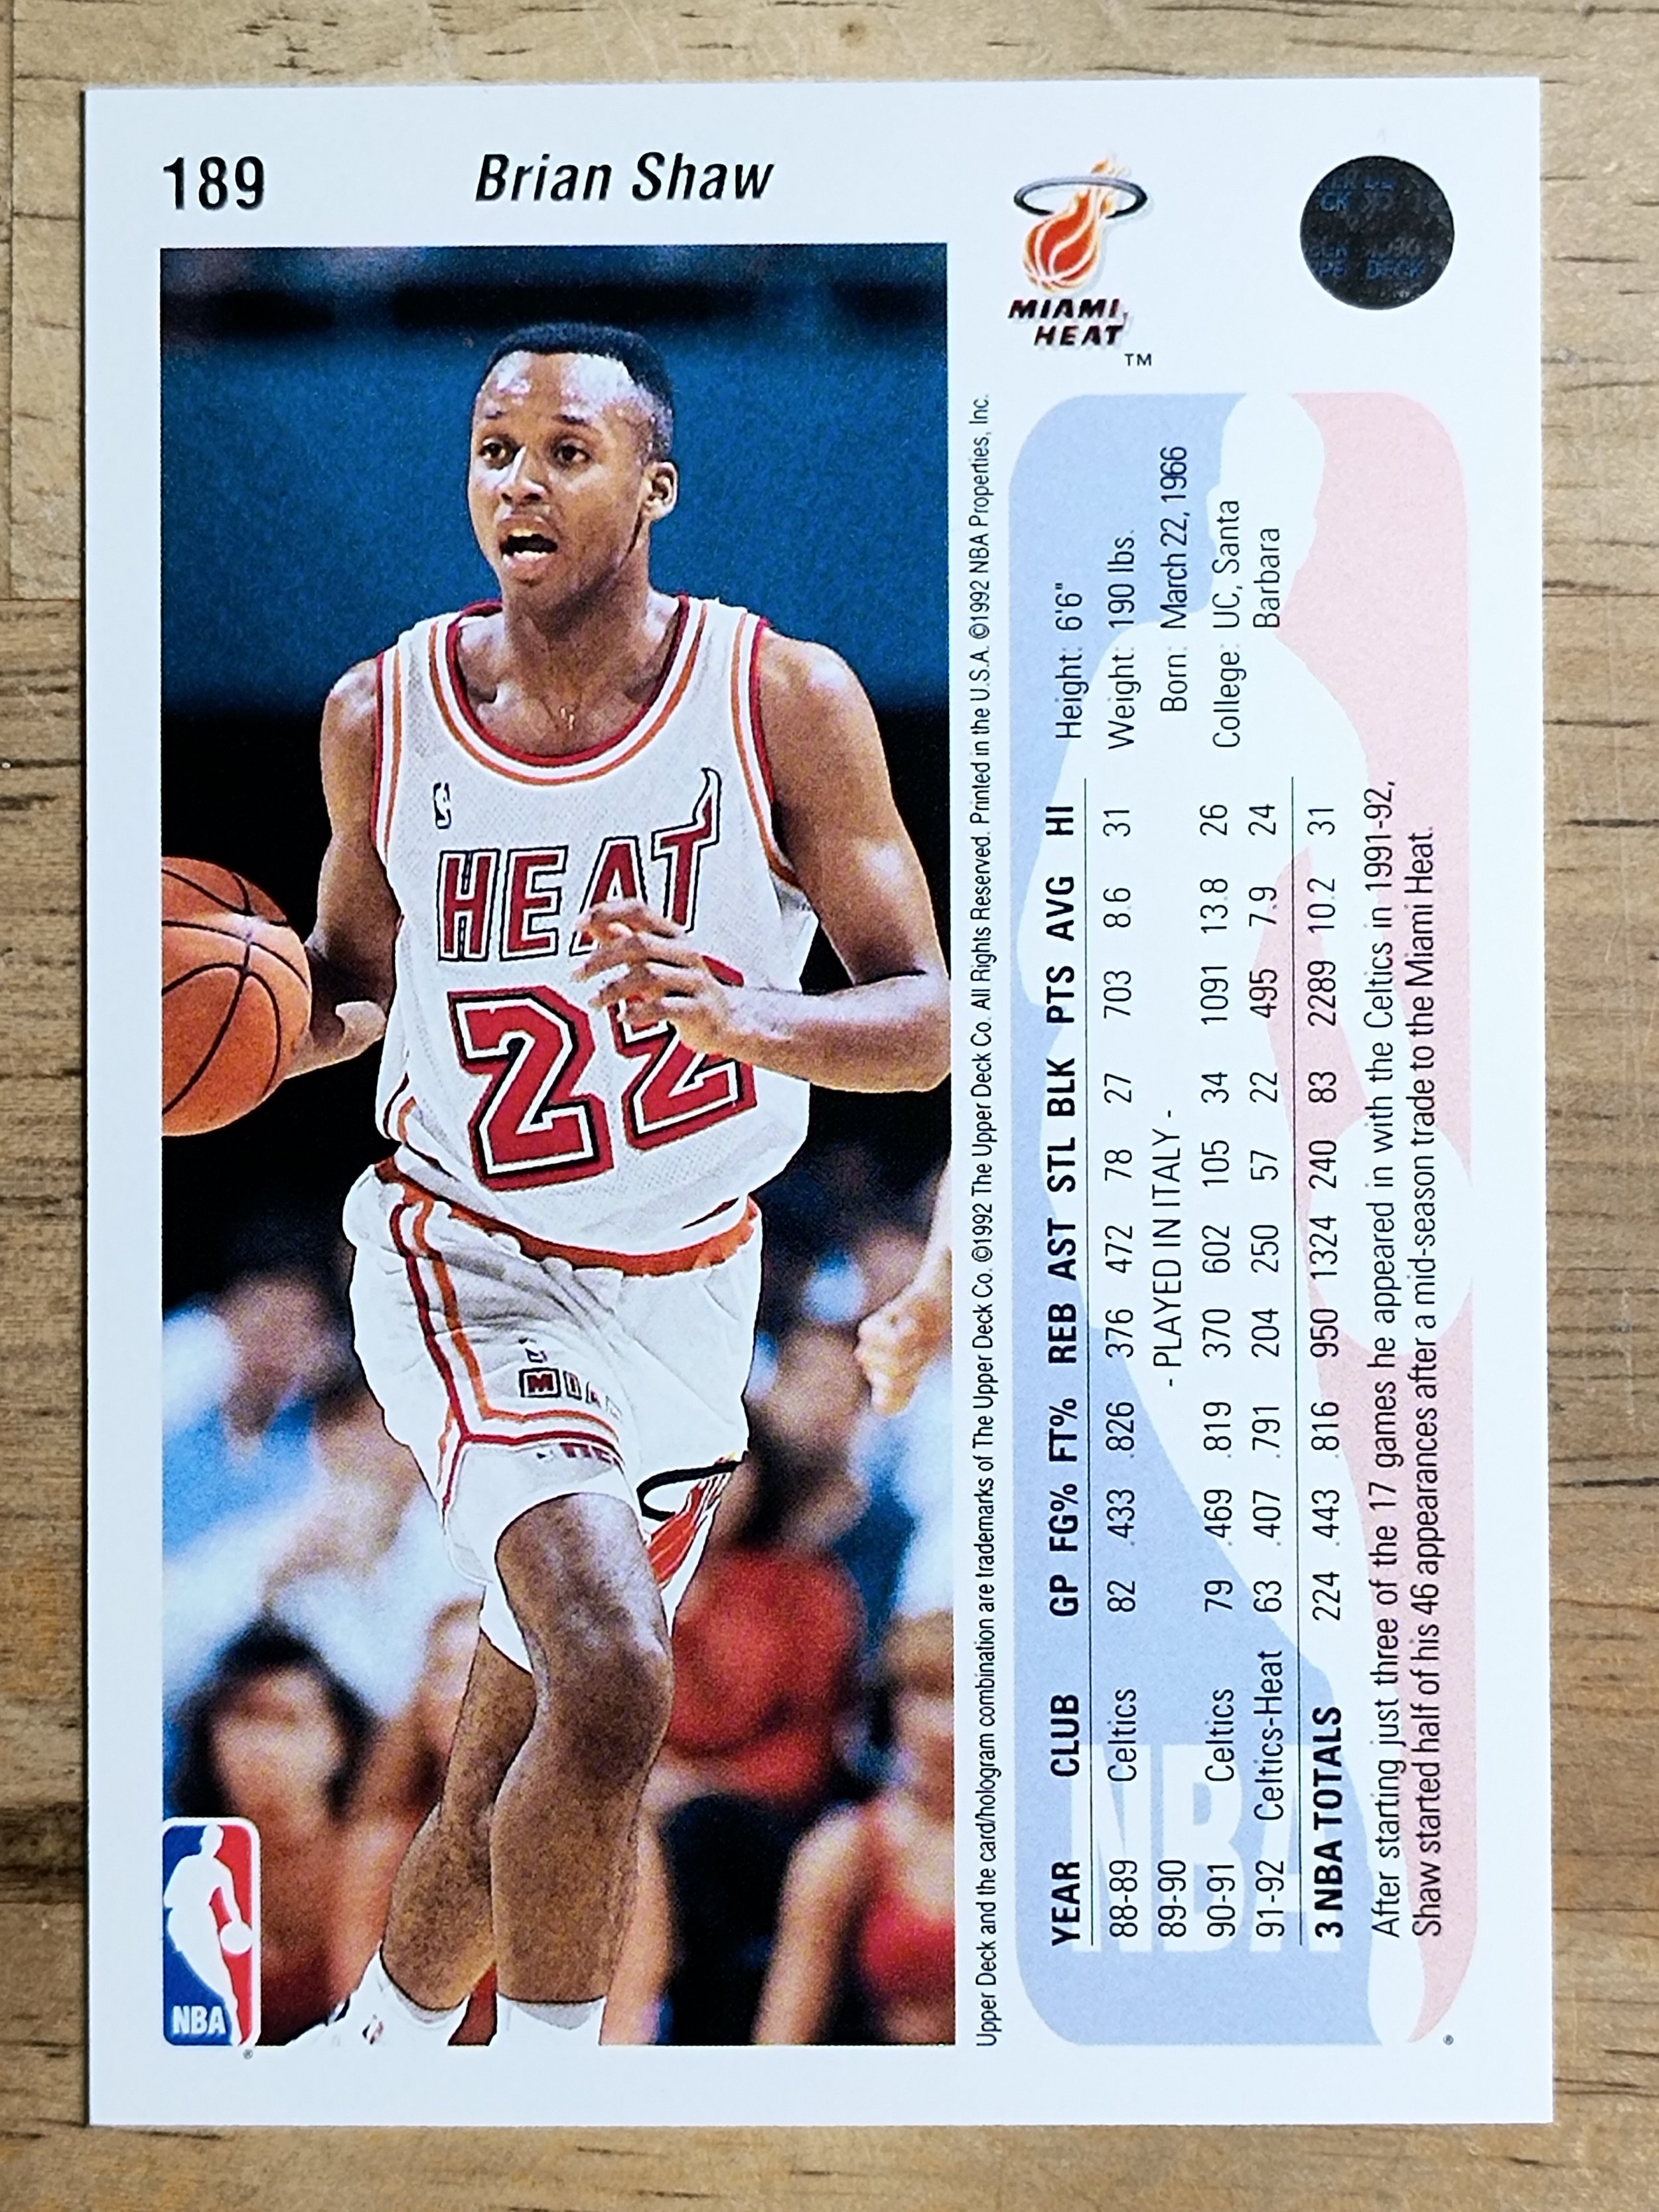 189
Brian Shaw
MIAMI
HEAT
TM
HEAT
22
NBA
Upper Deck and the card/hologram combination are trademarks of The Upper Deck Co. ©1992 The Upper Deck Co. All Rights Reserved. Printed in the U.S.A. ©1992 NBA Properties, Inc.
Height: 6'6"
Weight: 190 lbs.
Born: March 22, 1966
College: UC, Santa
Barbara
YEAR CLUB GP FG% FT% REB AST STL BLK PTS AVG HI
88-89 Celtics 82 .433 .826 376 472 78 27 703 8.6 31
89-90 - PLAYED IN ITALY -
90-91 Celtics 79 .469 .819 370 602 105 34 1091 13.8 26
91-92 Celtics-Heat 63 .407 .791 204 250 57 22 495 7.9 24
3 NBA TOTALS 224 .443 .816 950 1324 240 83 2289 10.2 31
After starting just three of the 17 games he appeared in with the Celtics in 1991-92,
Shaw started half of his 46 appearances after a mid-season trade to the Miami Heat.
NBA